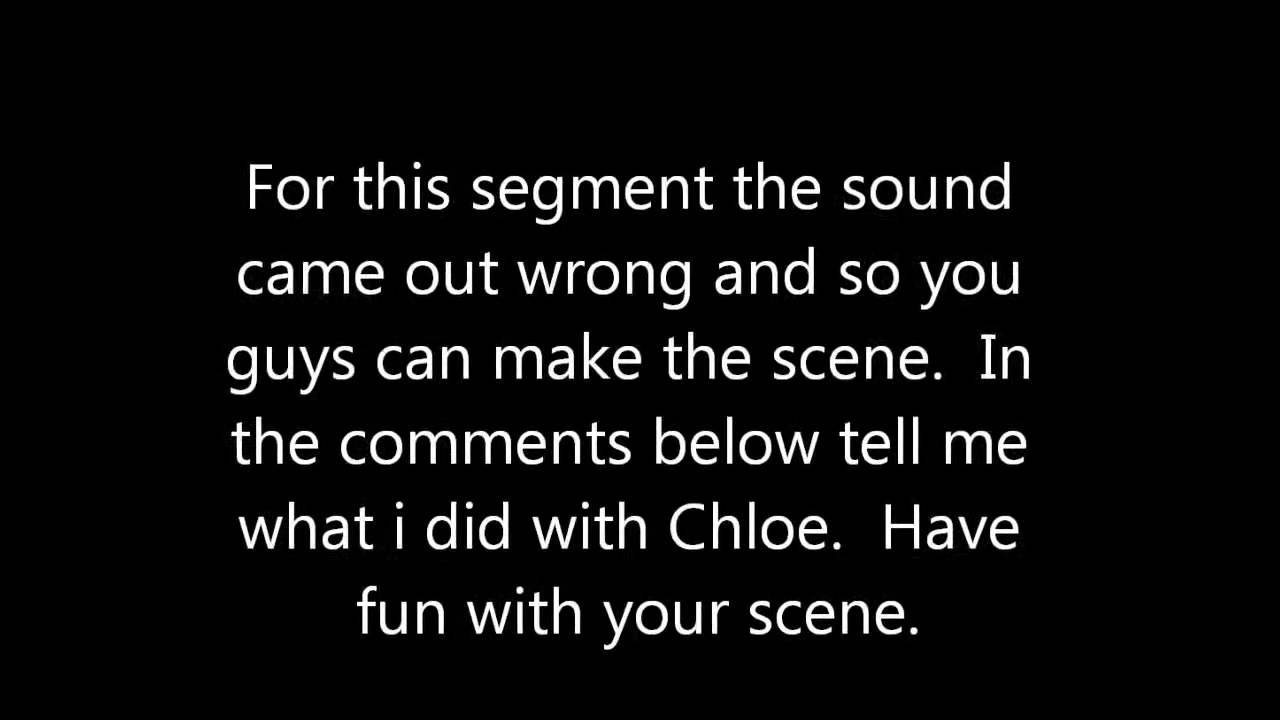 For this segment the sound
came out wrong and so you
guys can make the scene.  In
the comments below tell me
what i did with Chloe.  Have
fun with your scene.